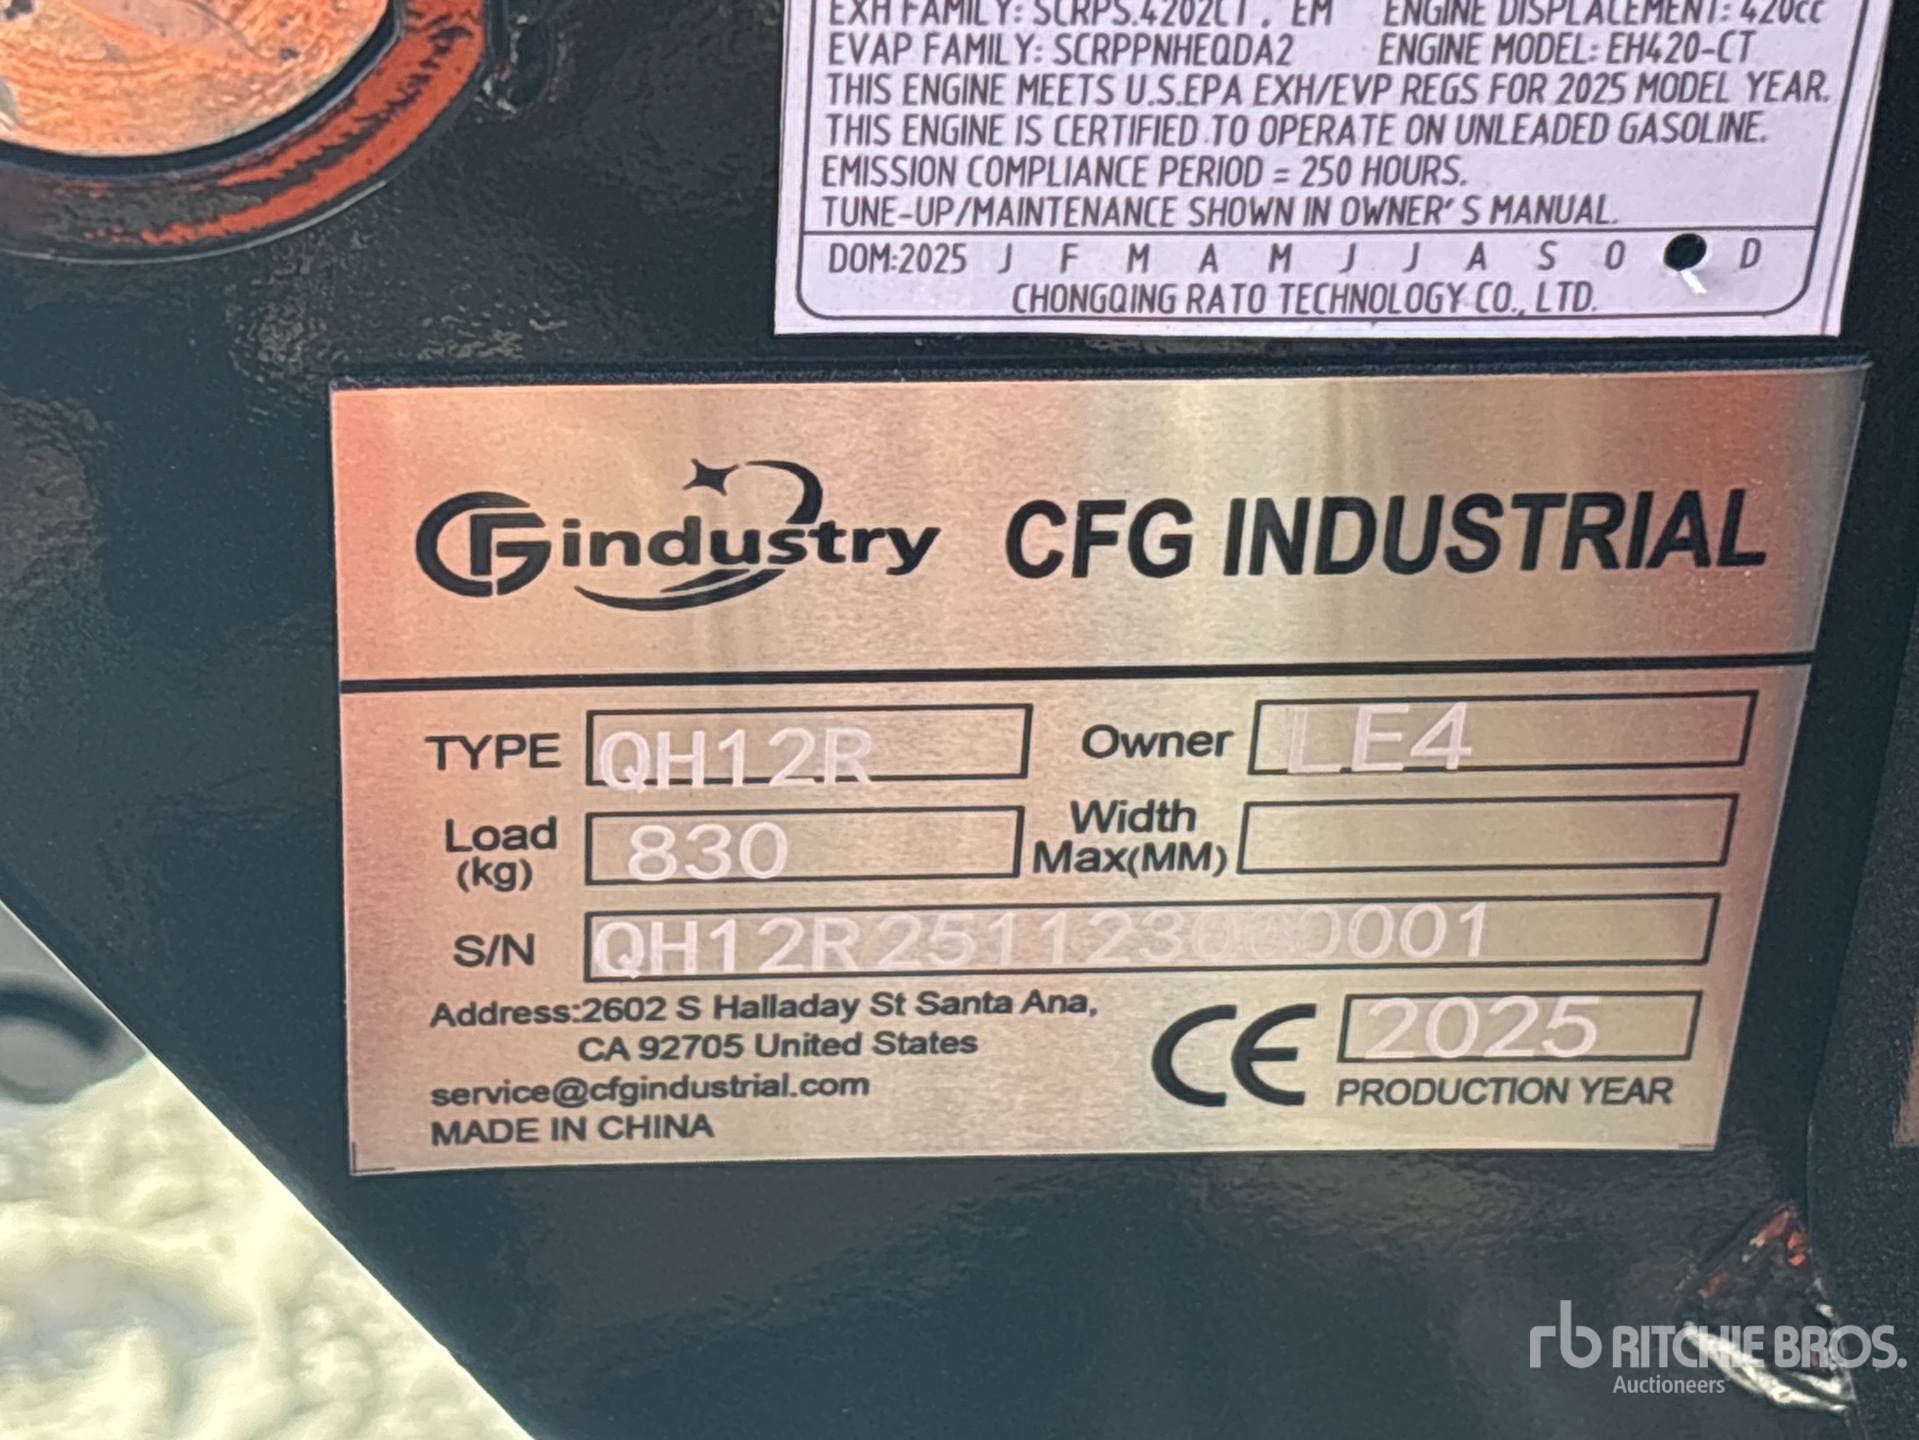 EXH FAMILY: SCRPS.4202CT . EM ENGINE DISPLACEMENT: 420cc
EVAP FAMILY: SCRPPNHEQDA2 ENGINE MODEL: EH420-CT
THIS ENGINE MEETS U.S.EPA EXH/EVP REGS FOR 2025 MODEL YEAR.
THIS ENGINE IS CERTIFIED TO OPERATE ON UNLEADED GASOLINE.
EMISSION COMPLIANCE PERIOD = 250 HOURS.
TUNE-UP/MAINTENANCE SHOWN IN OWNER'S MANUAL.
DOM:2025 J F M A M J J A S O D
CHONGQING RATO TECHNOLOGY CO., LTD.
CFGindustry CFG INDUSTRIAL
TYPE QH12R Owner LE4
Load (kg) 830 Width Max(MM)
S/N
Address:2602 S Halladay St Santa Ana,
CA 92705 United States
service@cfgindustrial.com
MADE IN CHINA
CE 2025
PRODUCTION YEAR
rb RITCHIE BROS.
Auctioneers